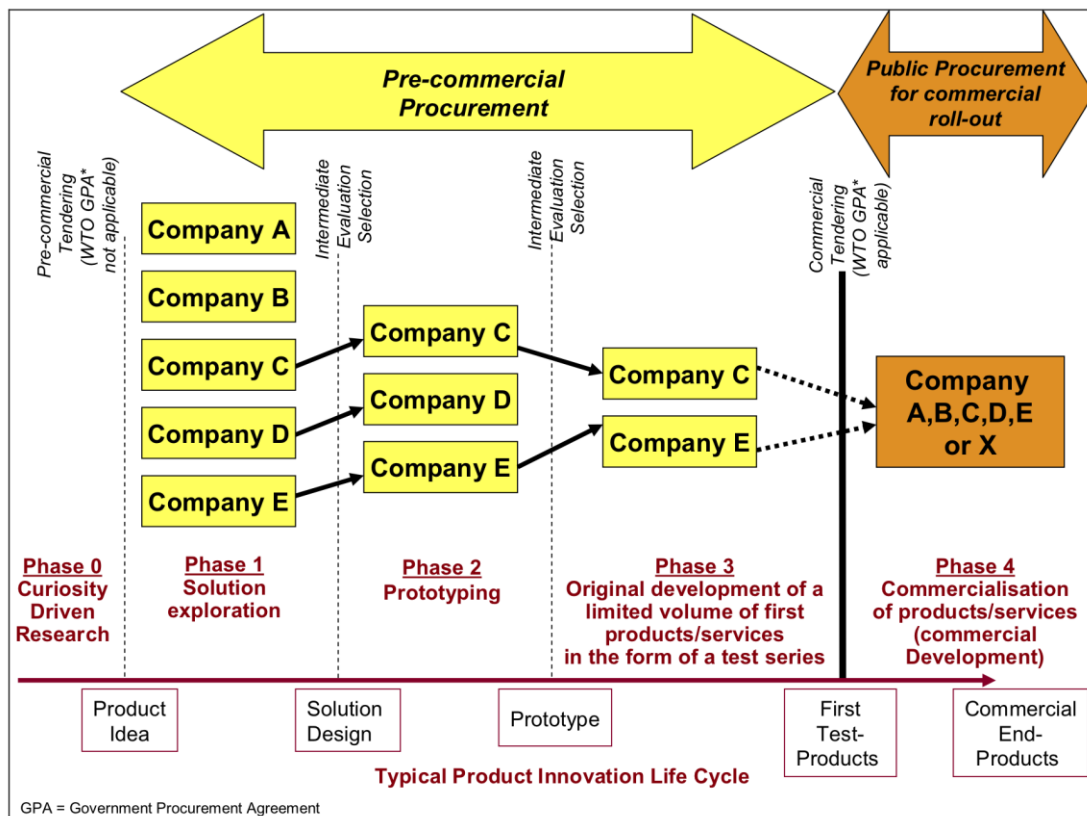 Pre-commercial
Procurement
Public Procurement
for commercial
roll-out
Pre-commercial
Tendering
(WTO GPA*
not applicable)
Intermediate
Evaluation
Selection
Intermediate
Evaluation
Selection
Commercial
Tendering
(WTO GPA*
applicable)
Company A
Company B
Company C
Company D
Company E
Company C
Company D
Company E
Company C
Company E
Company
A,B,C,D,E
or X
Phase 0
Curiosity
Driven
Research
Phase 1
Solution
exploration
Phase 2
Prototyping
Phase 3
Original development of a
limited volume of first
products/services
in the form of a test series
Phase 4
Commercialisation
of products/services
(commercial
Development)
Product
Idea
Solution
Design
Prototype
First
Test-
Products
Commercial
End-
Products
Typical Product Innovation Life Cycle
GPA = Government Procurement Agreement